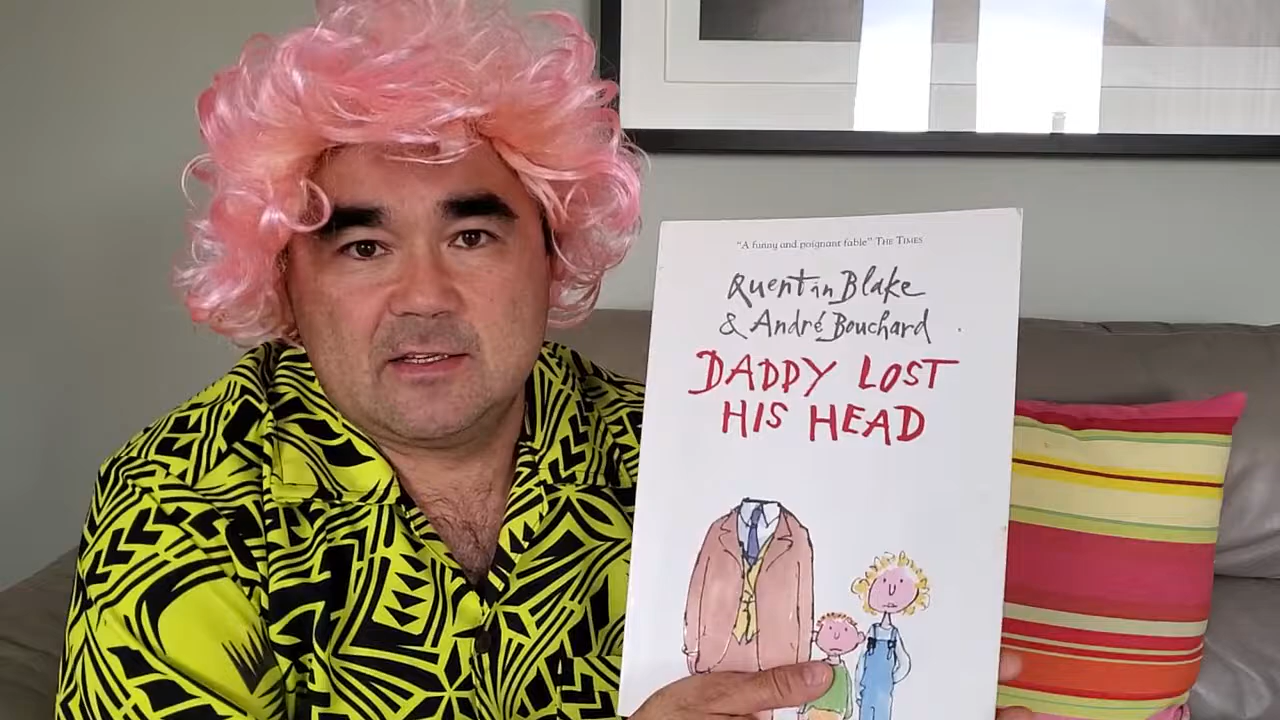 "A funny and poignant fable" THE TIMES
Quentin Blake
& André Bouchard
DADDY LOST
HIS HEAD